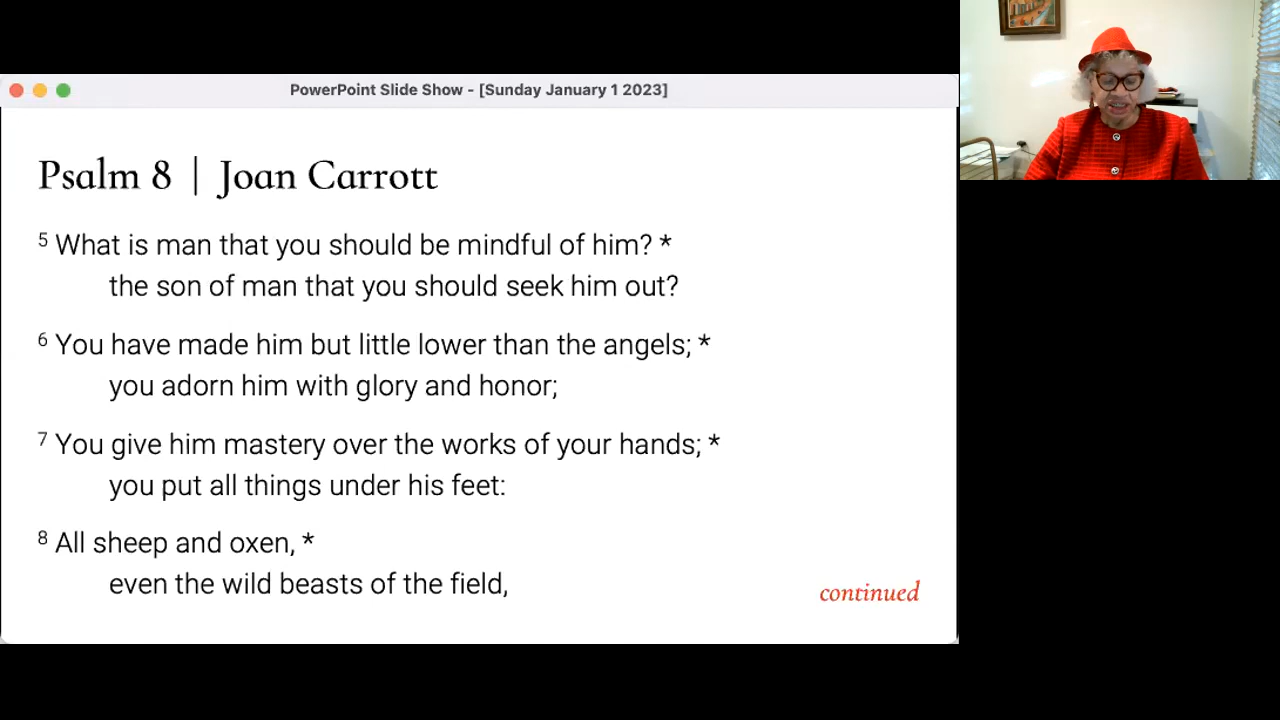 PowerPoint Slide Show - [Sunday January 1 2023]
Psalm 8 | Joan Carrott
5 What is man that you should be mindful of him? *
the son of man that you should seek him out?
6 You have made him but little lower than the angels; *
you adorn him with glory and honor;
7 You give him mastery over the works of your hands; *
you put all things under his feet:
8 All sheep and oxen, *
even the wild beasts of the field,
continued